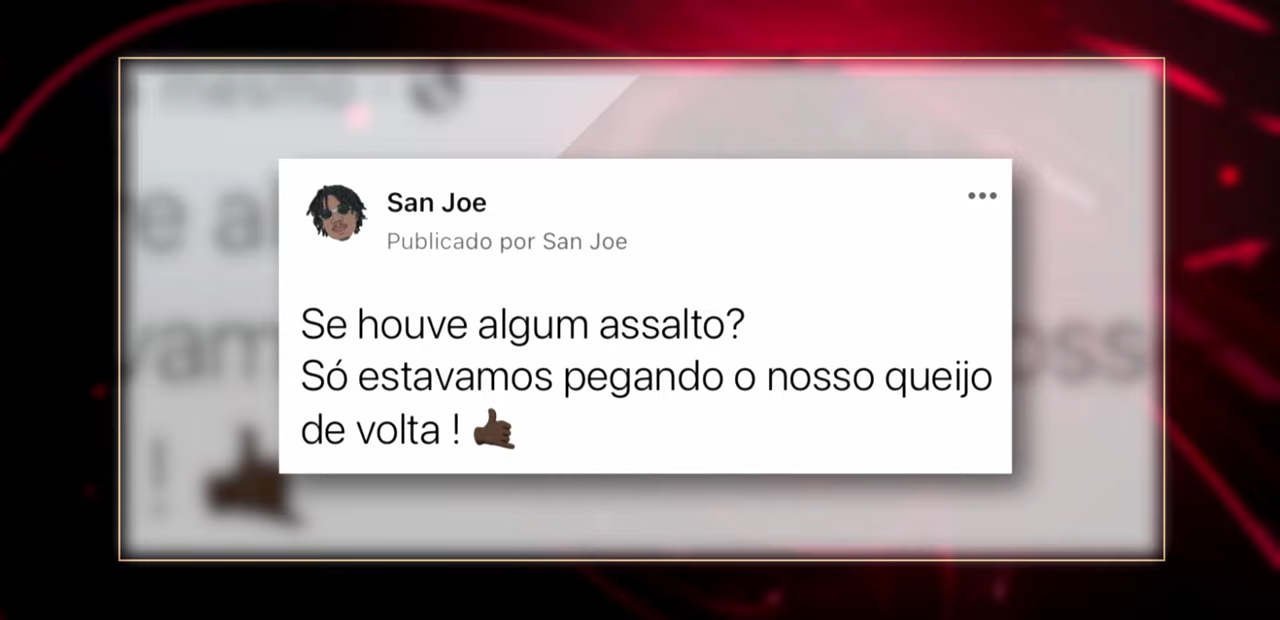 San Joe
Publicado por San Joe
Se houve algum assalto?
Só estavamos pegando o nosso queijo
de volta ! 🤙🏿